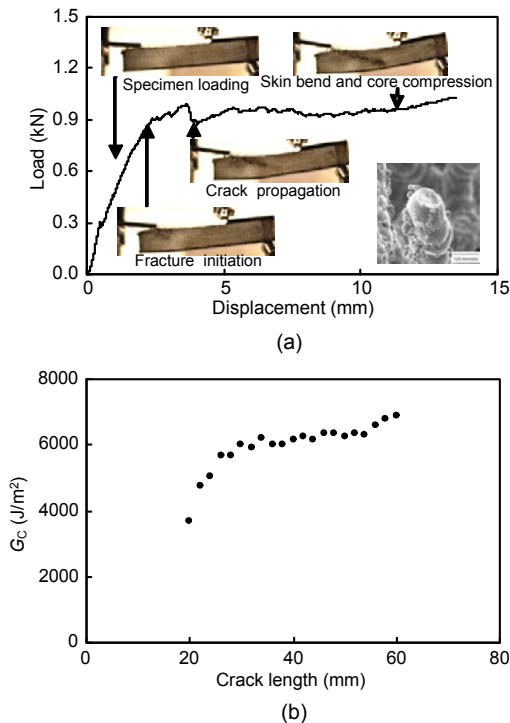 (a)
1.5
1.2
0.9
0.6
0.3
0.0
Load (kN)
Specimen loading
Skin bend and core compression
Crack propagation
Fracture initiation
0
5
10
15
Displacement (mm)
(a)
8000
6000
4000
2000
0
G_C (J/m²)
0
20
40
60
80
Crack length (mm)
(b)